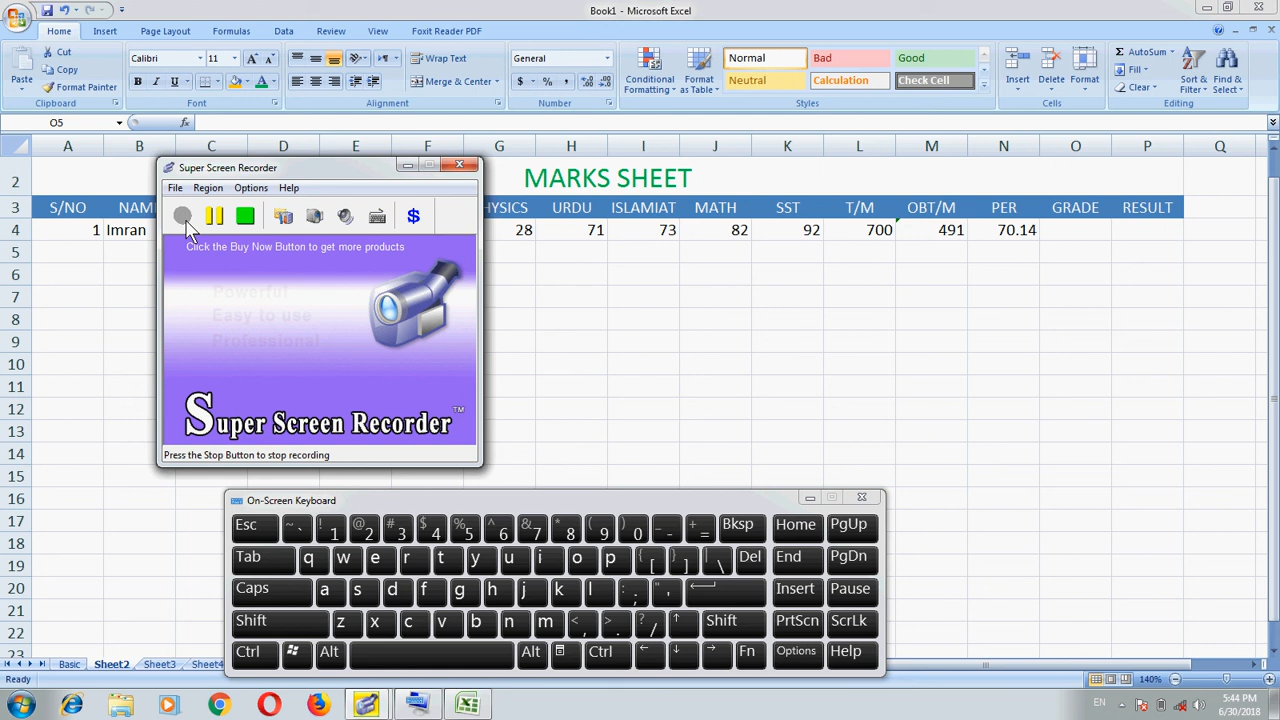 Book1 - Microsoft Excel
Home Insert Page Layout Formulas Data Review View Foxit Reader PDF
Paste
Cut
Copy
Format Painter
Clipboard
Calibri 11
B I U
Font
Wrap Text
Merge & Center
Alignment
General
$ % ,
Number
Conditional Formatting
Format as Table
Normal Bad Good
Neutral Calculation Check Cell
Styles
Insert Delete Format
Cells
AutoSum
Fill
Clear
Sort & Filter
Find & Select
Editing
O5 fx
A B C D E F G H I J K L M N O P Q
2 MARKS SHEET
3 S/NO NAME HYSICS URDU ISLAMIAT MATH SST T/M OBT/M PER GRADE RESULT
4 1 Imran 28 71 73 82 92 700 491 70.14
5
6
7
8
9
10
11
12
13
14
15
16
17
18
19
20
21
22
23
Super Screen Recorder
File Region Options Help
$
Click the Buy Now Button to get more products
Powerful
Easy to use
Professional
Super Screen Recorder™
Press the Stop Button to stop recording
On-Screen Keyboard
Esc ~ ` ! 1 @ 2 # 3 $ 4 % 5 ^ 6 & 7 * 8 ( 9 ) 0 _ - + = Bksp Home PgUp
Tab q w e r t y u i o p { [ } ] | \ Del End PgDn
Caps a s d f g h j k l : ; " ' Insert Pause
Shift z x c v b n m < , > . ? / ↑ Shift PrtScn ScrLk
Ctrl Alt Alt Ctrl ← ↓ → Fn Options Help
Basic Sheet2 Sheet3 Sheet4
Ready 140%
EN 5:44 PM
6/30/2018